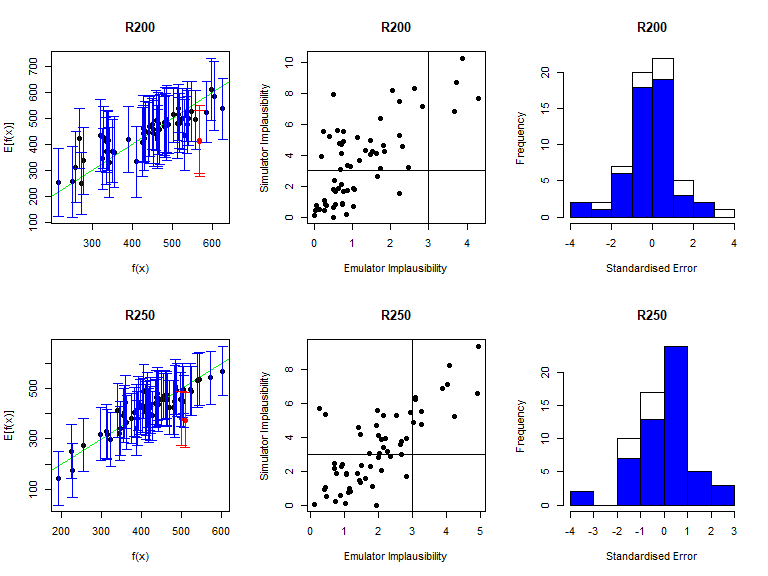 R200
E[f(x)]
100 200 300 400 500 600 700
300 400 500 600
f(x)
R200
Simulator Implausibility
0 2 4 6 8 10
0 1 2 3 4
Emulator Implausibility
R200
Frequency
0 5 10 20
-4 -2 0 2 4
Standardised Error
R250
E[f(x)]
100 300 500
200 300 400 500 600
f(x)
R250
Simulator Implausibility
0 2 4 6 8
0 1 2 3 4 5
Emulator Implausibility
R250
Frequency
0 5 10 20
-4 -3 -2 -1 0 1 2 3
Standardised Error